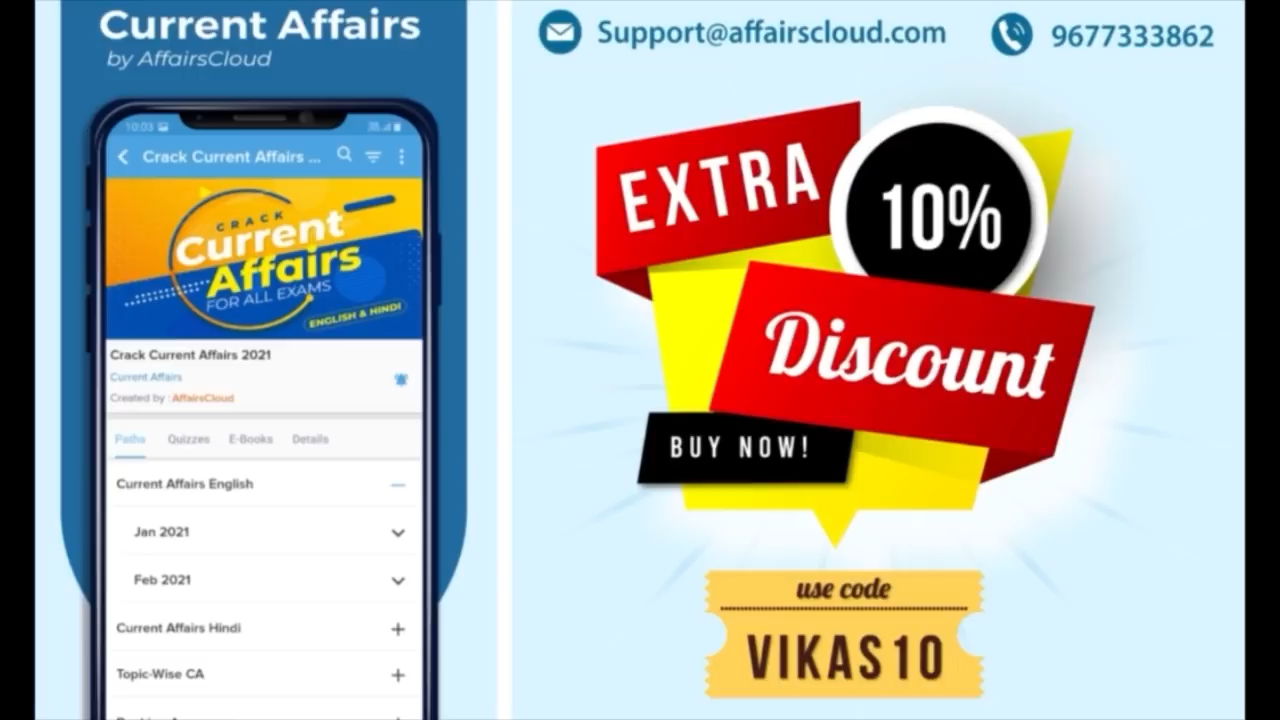 Current Affairs
by AffairsCloud
10:03
Crack Current Affairs ...
CRACK
Current
Affairs
FOR ALL EXAMS
ENGLISH & HINDI
Crack Current Affairs 2021
Current Affairs
Created by : AffairsCloud
Paths Quizzes E-Books Details
Current Affairs English
Jan 2021
Feb 2021
Current Affairs Hindi
Topic-Wise CA
Support@affairscloud.com 9677333862
EXTRA
10%
Discount
BUY NOW!
use code
VIKAS10